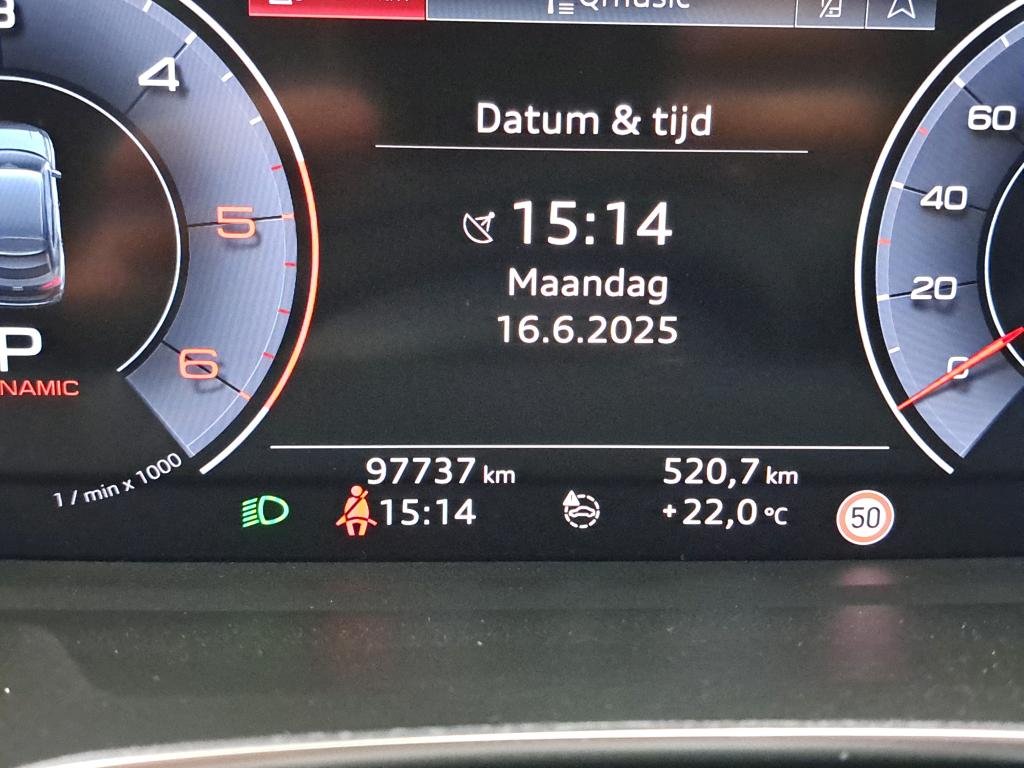 Qmusic
Datum & tijd
15:14
Maandag
16.6.2025
4
5
6
1 / min x 1000
P
60
40
20
0
97737 km
520,7 km
15:14
+22,0 °C
50